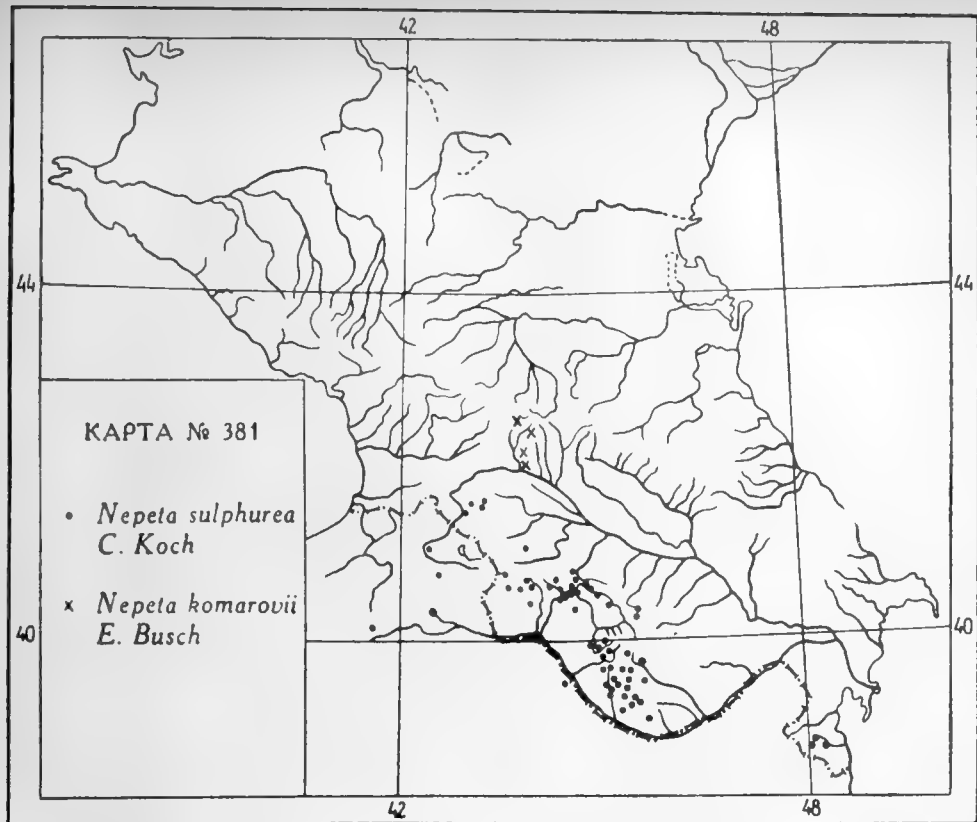 42 48
44 44
КАРТА № 381
• Nepeta sulphurea
C. Koch
x Nepeta komarovii
E. Busch
40 40
42 48